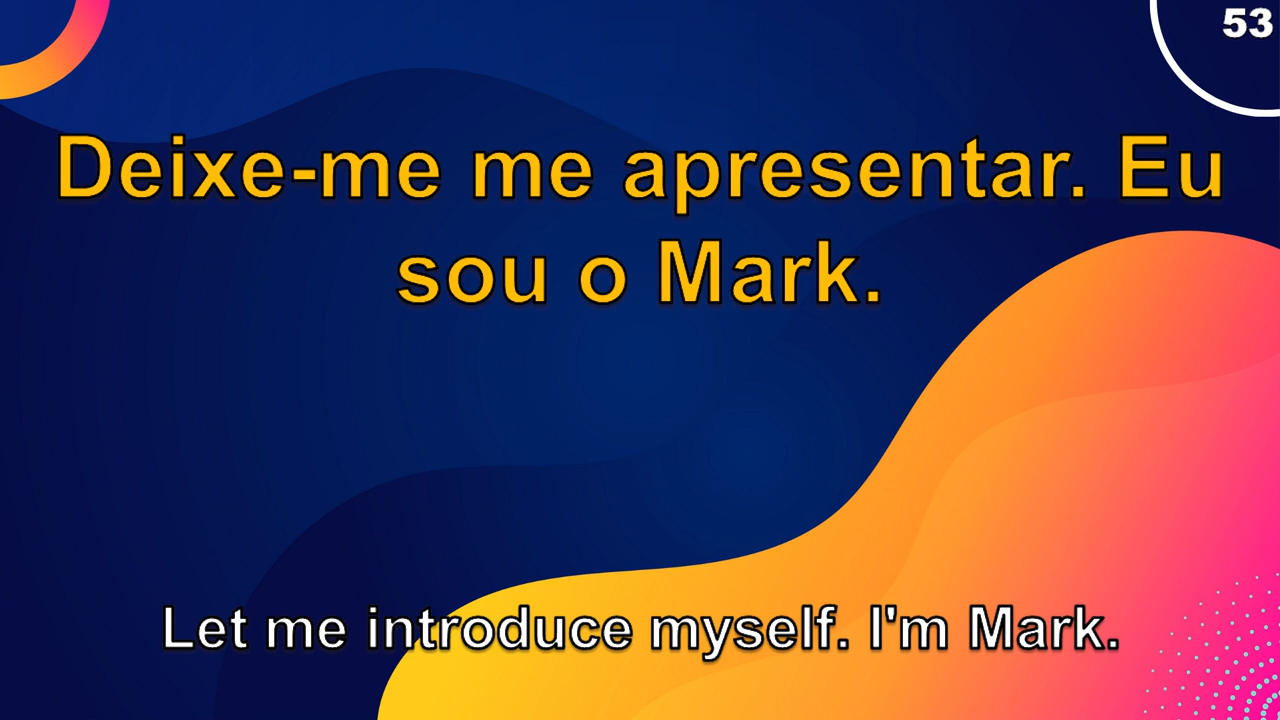 53
Deixe-me me apresentar. Eu
sou o Mark.
Let me introduce myself. I'm Mark.